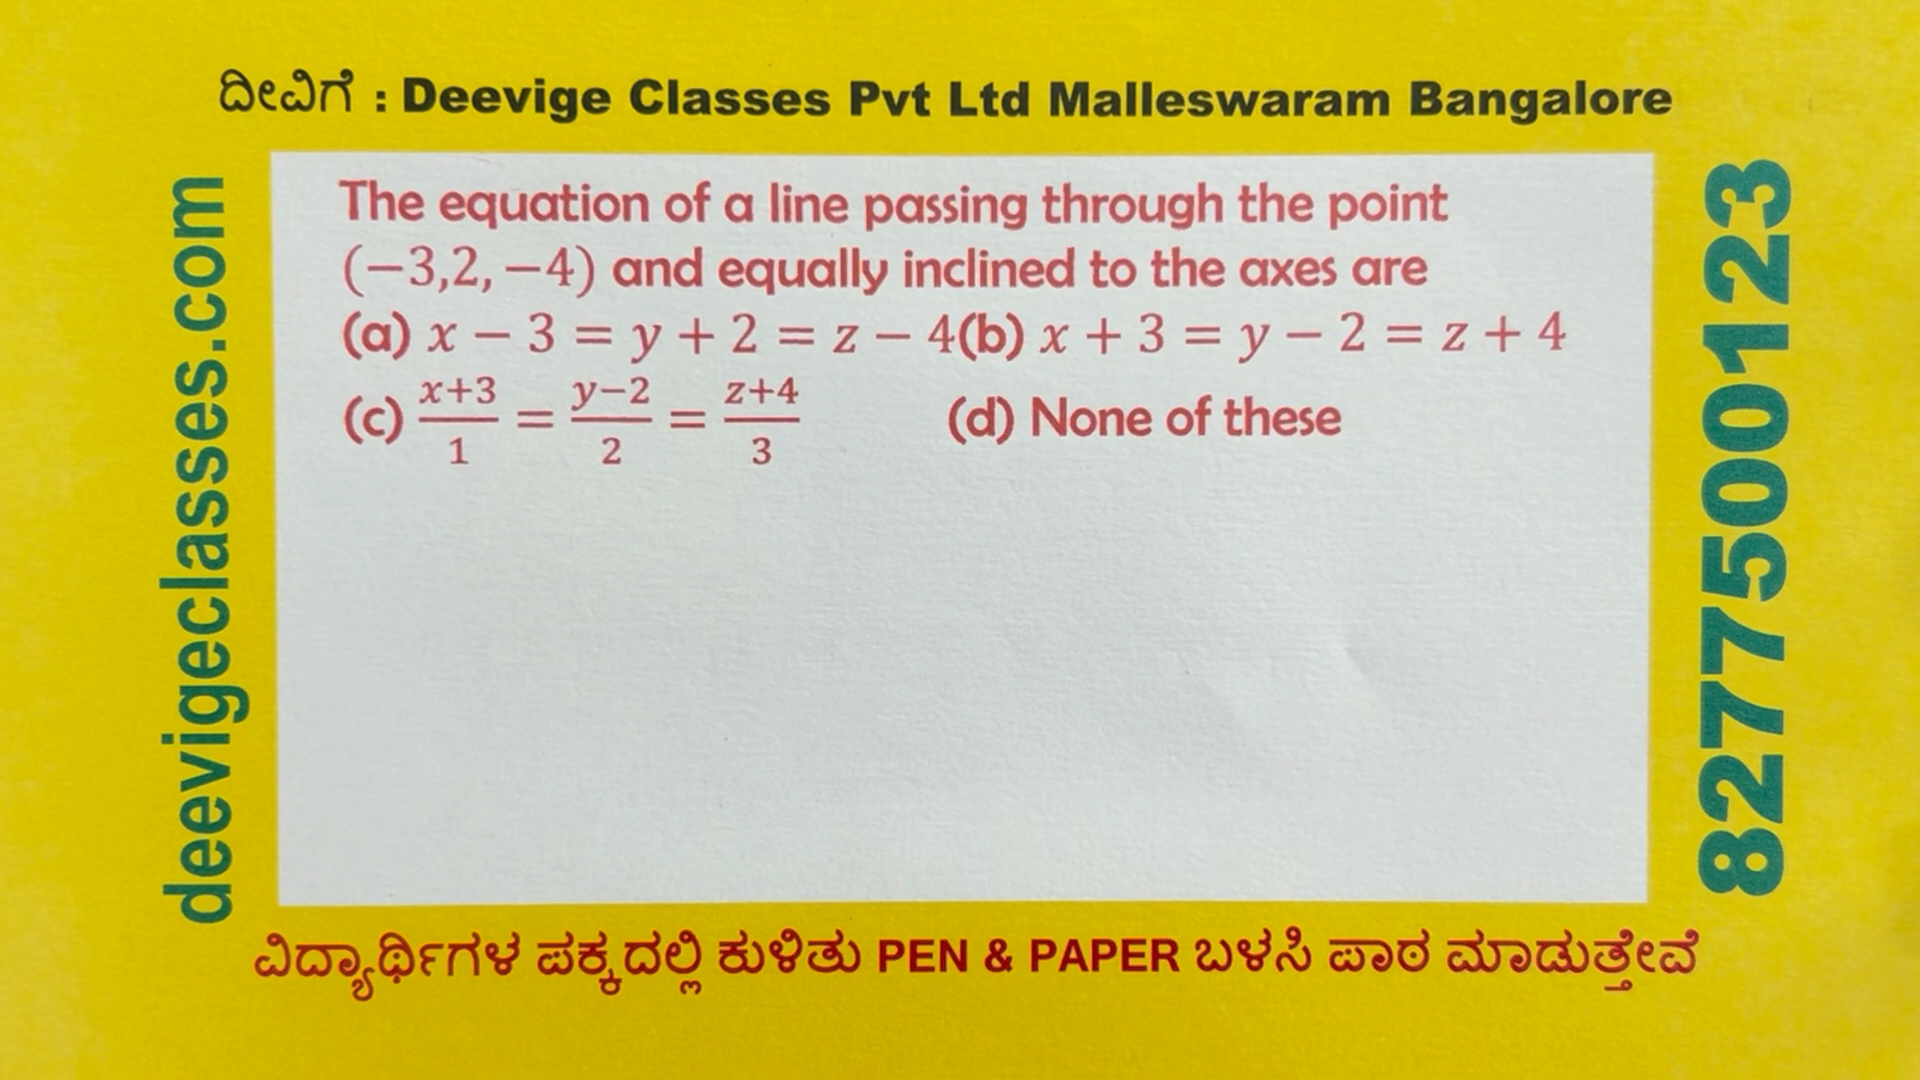 ದೀವಿಗೆ : Deevige Classes Pvt Ltd Malleswaram Bangalore
deevigeclasses.com
The equation of a line passing through the point
(−3,2,−4) and equally inclined to the axes are
(a) x − 3 = y + 2 = z − 4(b) x + 3 = y − 2 = z + 4
(c) x+3/1 = y−2/2 = z+4/3 (d) None of these
8277500123
ವಿದ್ಯಾರ್ಥಿಗಳ ಪಕ್ಕದಲ್ಲಿ ಕುಳಿತು PEN & PAPER ಬಳಸಿ ಪಾಠ ಮಾಡುತ್ತೇವೆ